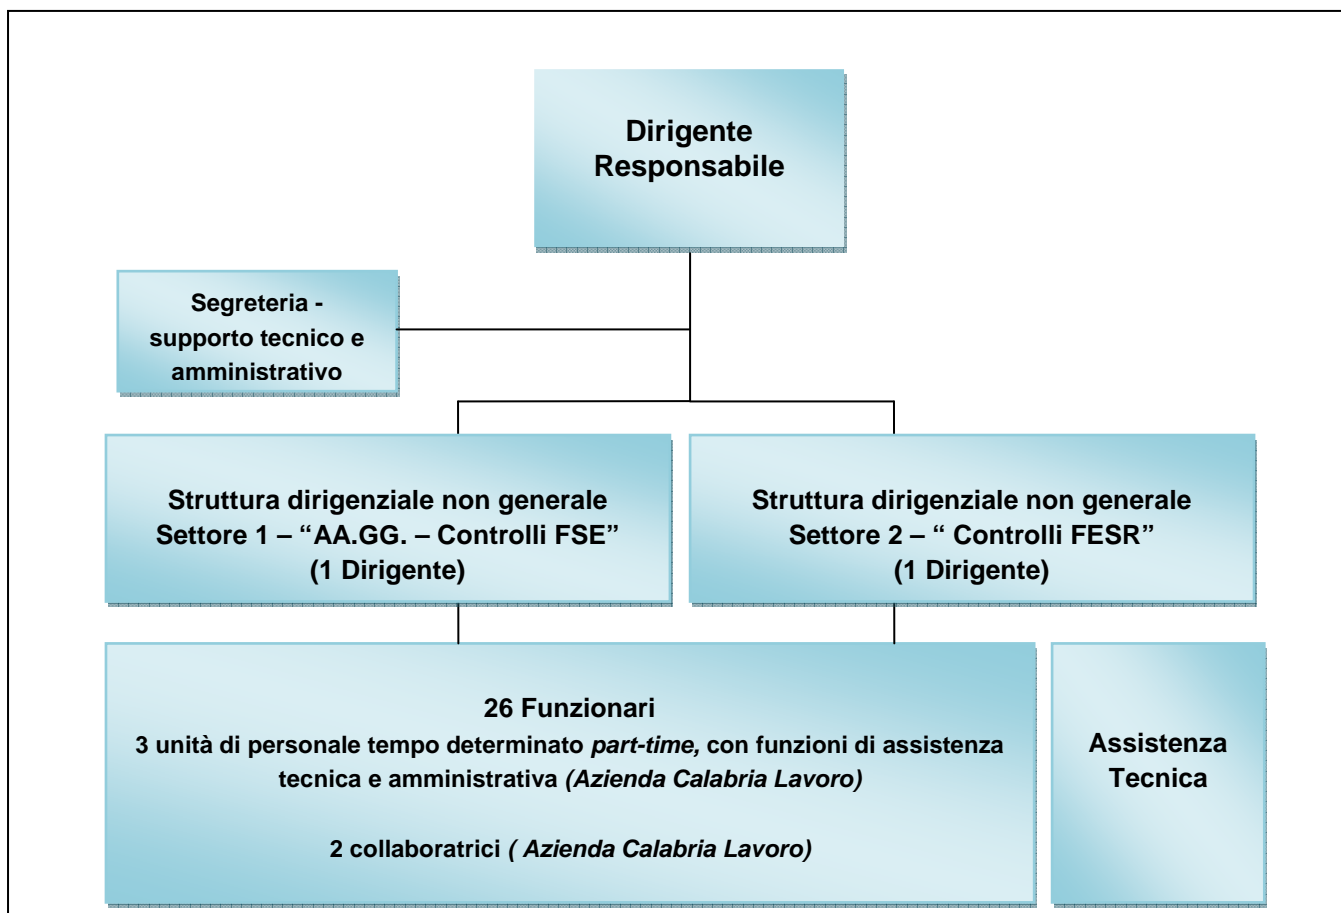 Dirigente
Responsabile
Segreteria -
supporto tecnico e
amministrativo
Struttura dirigenziale non generale
Settore 1 – “AA.GG. – Controlli FSE”
(1 Dirigente)
Struttura dirigenziale non generale
Settore 2 – “ Controlli FESR”
(1 Dirigente)
26 Funzionari
3 unità di personale tempo determinato part-time, con funzioni di assistenza
tecnica e amministrativa (Azienda Calabria Lavoro)
2 collaboratrici ( Azienda Calabria Lavoro)
Assistenza
Tecnica